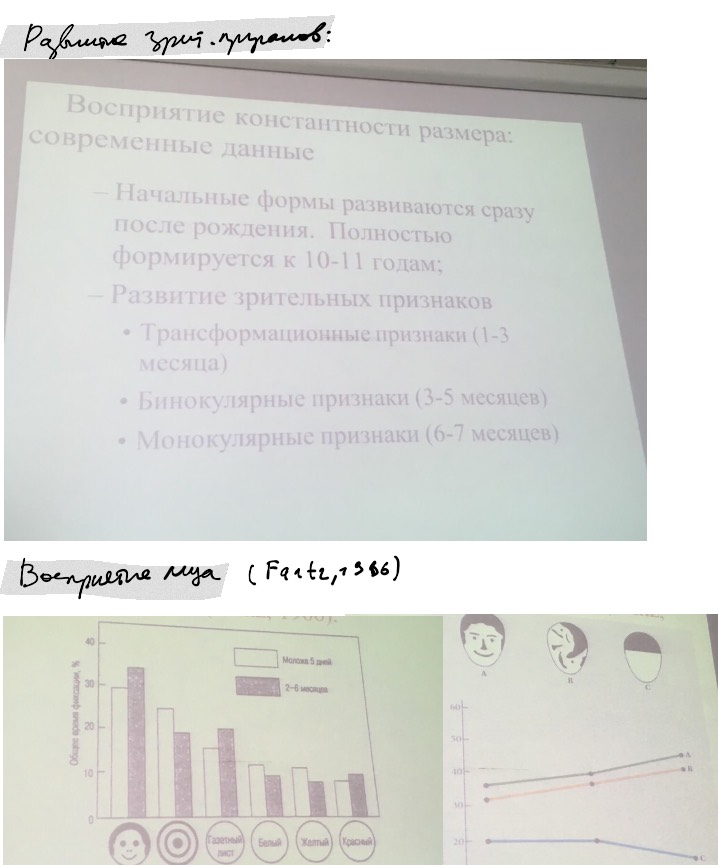 Развитие зрит. признаков:
Восприятие константности размера:
современные данные
– Начальные формы развиваются сразу
после рождения. Полностью
формируется к 10-11 годам;
– Развитие зрительных признаков
• Трансформационные признаки (1-3
месяца)
• Бинокулярные признаки (3-5 месяцев)
• Монокулярные признаки (6-7 месяцев)
Восприятие лица (Fantz, 1966)
40
30
20
10
0
Общее время фиксации, %
Моложе 5 дней
2–6 месяцев
Газетный
лист
Белый
Желтый
Красный
A
B
C
60
50
40
30
20
A
B
C